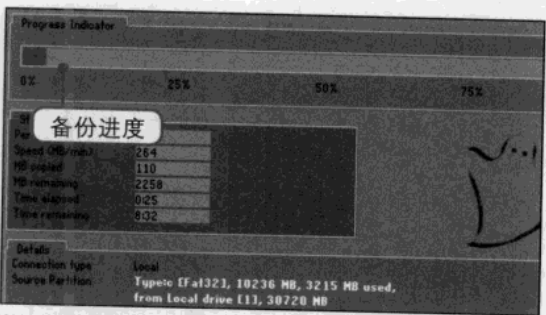 Progress Indicator
0% 25% 50% 75%
备份进度
Speed (MB/min) 264
MB copied 110
MB remaining 2258
Time elapsed 0:25
Time remaining 8:32
Details
Connection type Local
Source Partition Type:c [Fat32], 10236 MB, 3215 MB used,
from Local drive [1], 30720 MB